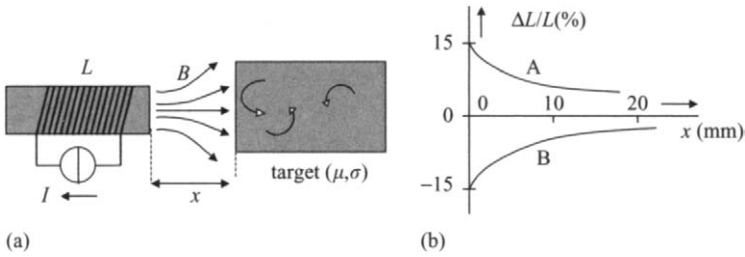 L
B
I
x
target (μ,σ)
(a)
ΔL/L(%)
15
A
0
10
20
0
x (mm)
B
−15
(b)